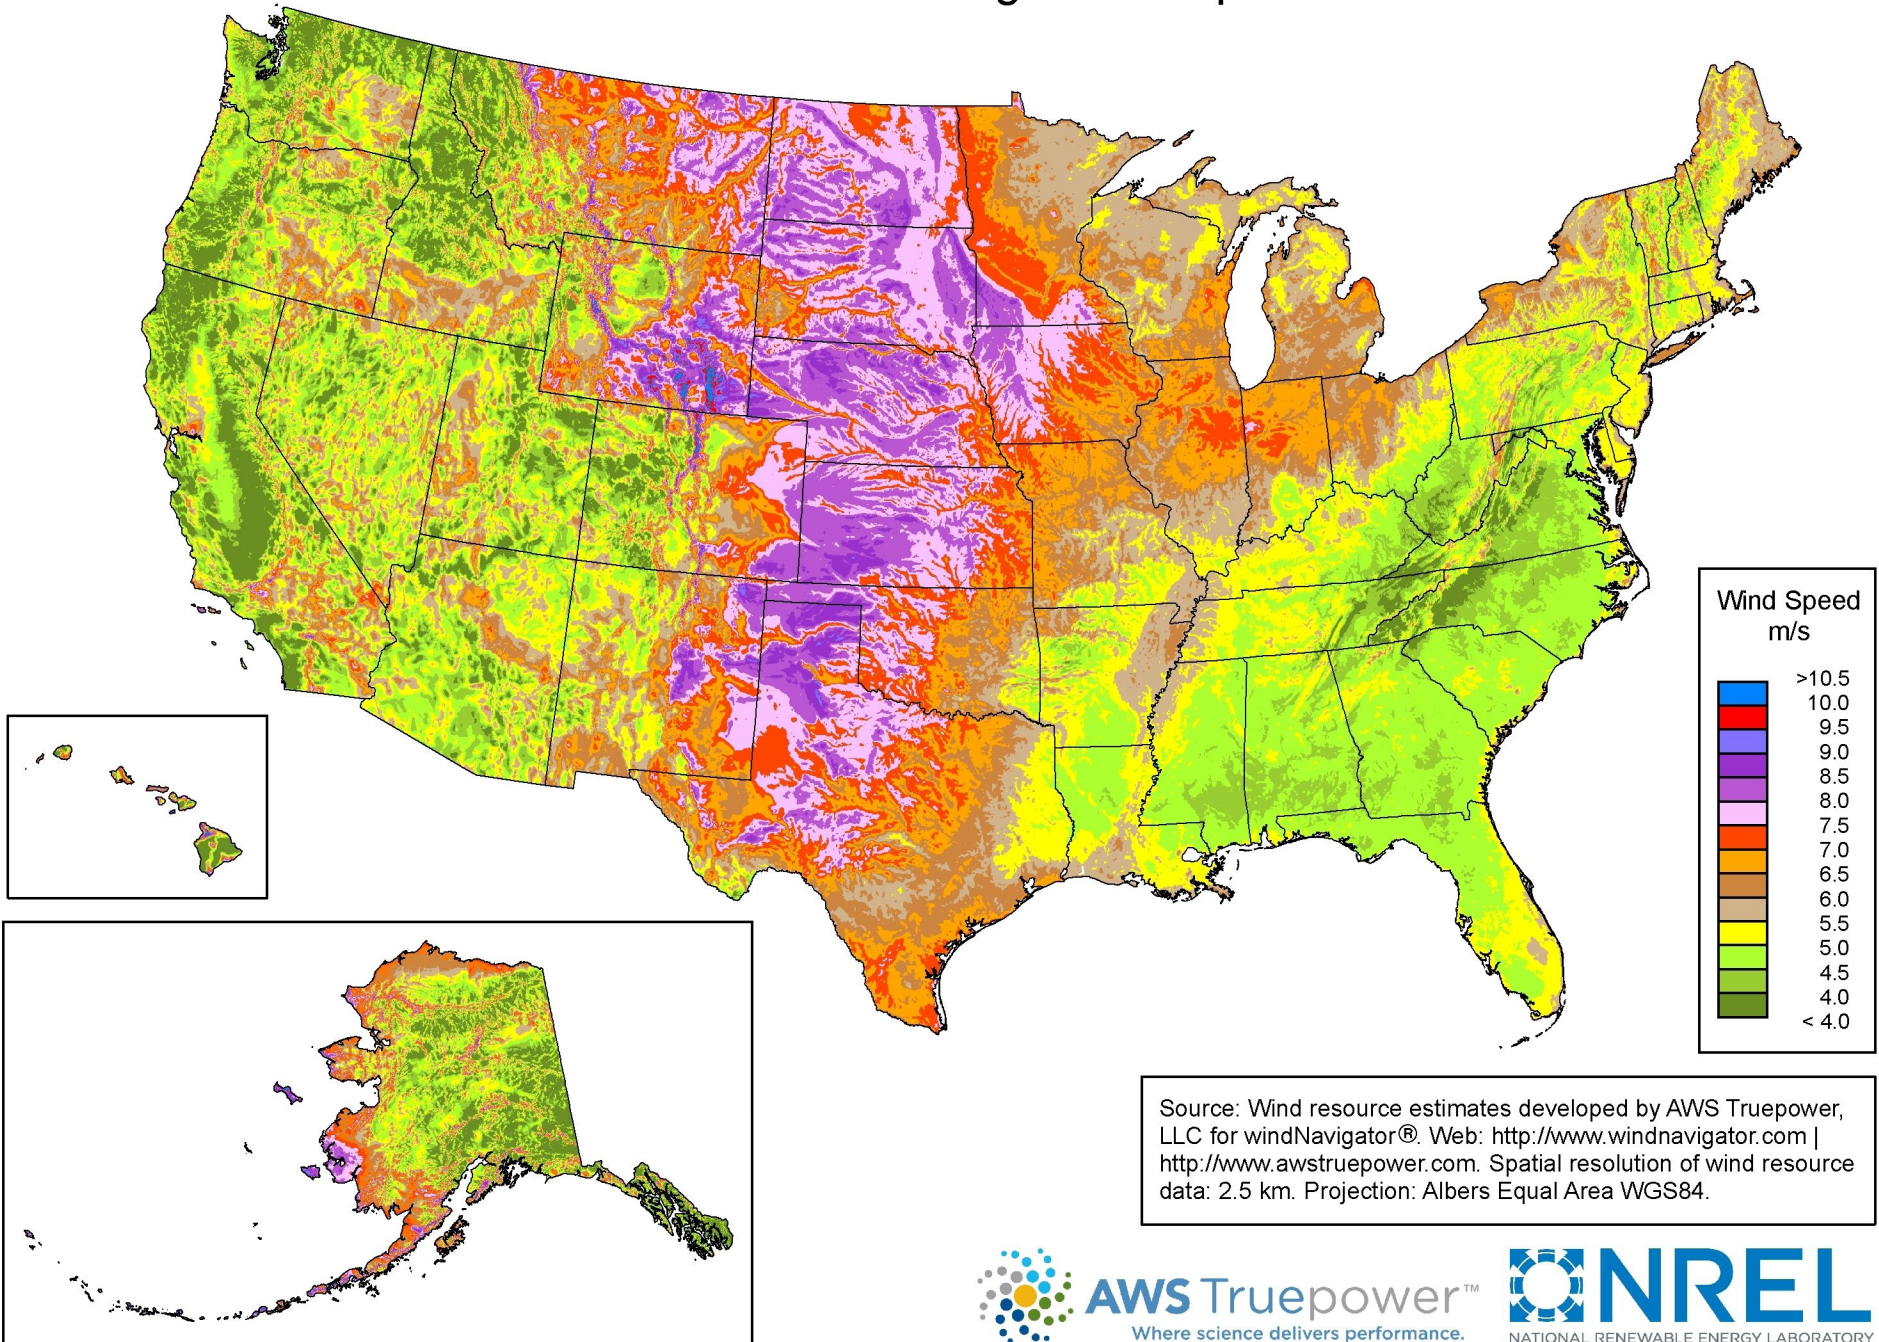 Wind Speed
m/s
>10.5
10.0
9.5
9.0
8.5
8.0
7.5
7.0
6.5
6.0
5.5
5.0
4.5
4.0
< 4.0
Source: Wind resource estimates developed by AWS Truepower,
LLC for windNavigator®. Web: http://www.windnavigator.com |
http://www.awstruepower.com. Spatial resolution of wind resource
data: 2.5 km. Projection: Albers Equal Area WGS84.
AWS Truepower™
Where science delivers performance.
NREL
NATIONAL RENEWABLE ENERGY LABORATORY